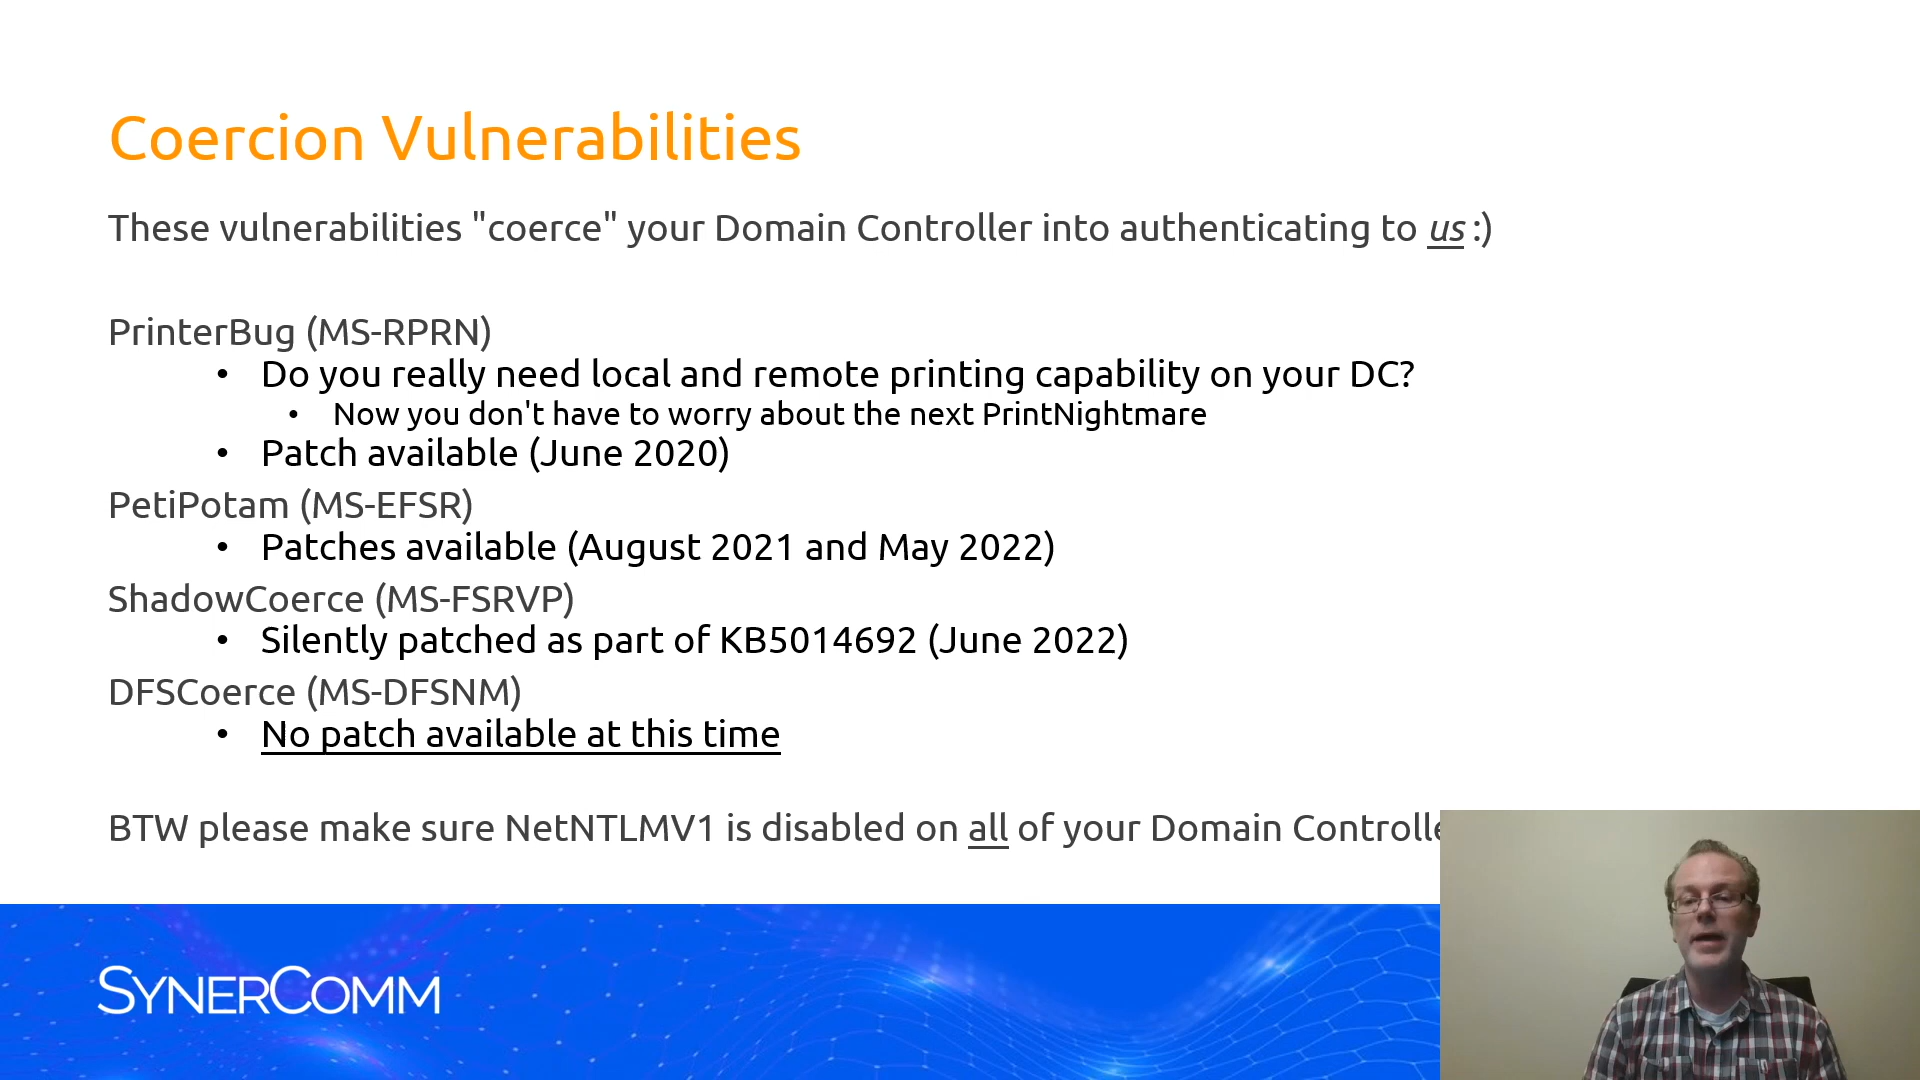 Coercion Vulnerabilities
These vulnerabilities "coerce" your Domain Controller into authenticating to us :)
PrinterBug (MS-RPRN)
• Do you really need local and remote printing capability on your DC?
• Now you don't have to worry about the next PrintNightmare
• Patch available (June 2020)
PetiPotam (MS-EFSR)
• Patches available (August 2021 and May 2022)
ShadowCoerce (MS-FSRVP)
• Silently patched as part of KB5014692 (June 2022)
DFSCoerce (MS-DFSNM)
• No patch available at this time
BTW please make sure NetNTLMV1 is disabled on all of your Domain
SYNERCOMM